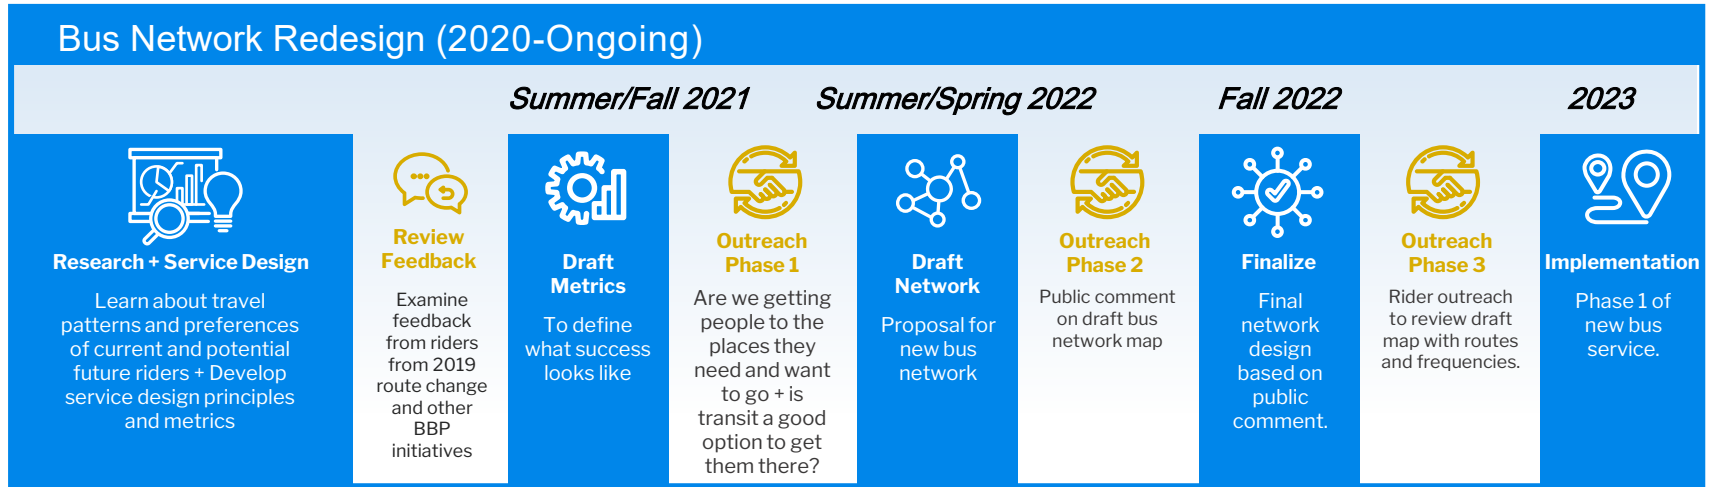 Bus Network Redesign (2020-Ongoing)
Summer/Fall 2021
Summer/Spring 2022
Fall 2022
2023
Research + Service Design
Learn about travel
patterns and preferences
of current and potential
future riders + Develop
service design principles
and metrics
Review
Feedback
Examine
feedback
from riders
from 2019
route change
and other
BBP
initiatives
Draft
Metrics
To define
what success
looks like
Outreach
Phase 1
Are we getting
people to the
places they
need and want
to go + is
transit a good
option to get
them there?
Draft
Network
Proposal for
new bus
network
Outreach
Phase 2
Public comment
on draft bus
network map
Finalize
Final
network
design
based on
public
comment.
Outreach
Phase 3
Rider outreach
to review draft
map with routes
and frequencies.
Implementation
Phase 1 of
new bus
service.